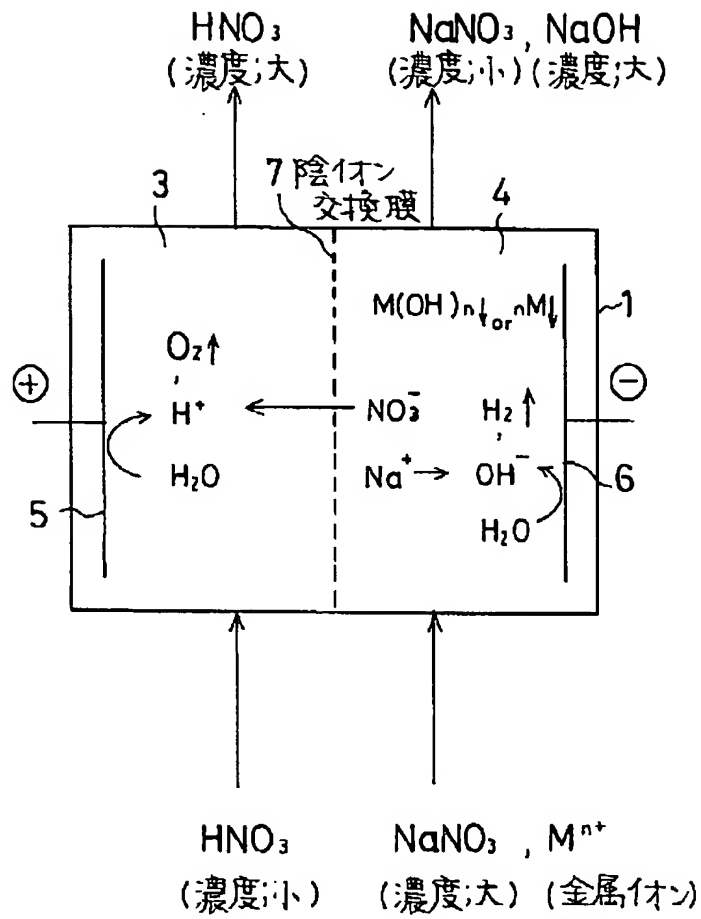 HNO₃
(濃度;大)
NaNO₃ , NaOH
(濃度;小)(濃度;大)
3
7 陰イオン
交換膜
4
M(OH)n↓ or nM↓
1
O₂↑
,
⊕
H⁺
NO₃⁻
H₂↑
,
⊖
H₂O
Na⁺→
OH⁻
6
5
H₂O
HNO₃
(濃度;小)
NaNO₃ , Mⁿ⁺
(濃度;大) (金属イオン)